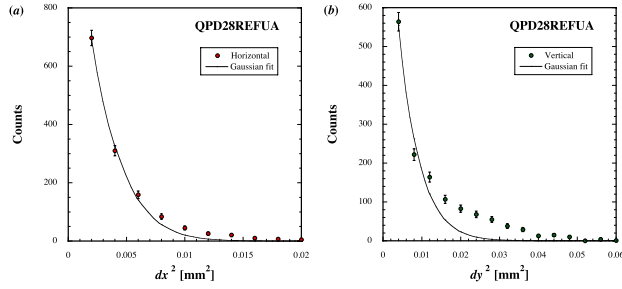 (a)
QPD28REFUA
Horizontal
Gaussian fit
Counts
800
600
400
200
0
0 0.005 0.01 0.015 0.02
dx² [mm²]
(b)
QPD28REFUA
Vertical
Gaussian fit
Counts
600
500
400
300
200
100
0
0 0.01 0.02 0.03 0.04 0.05 0.06
dy² [mm²]